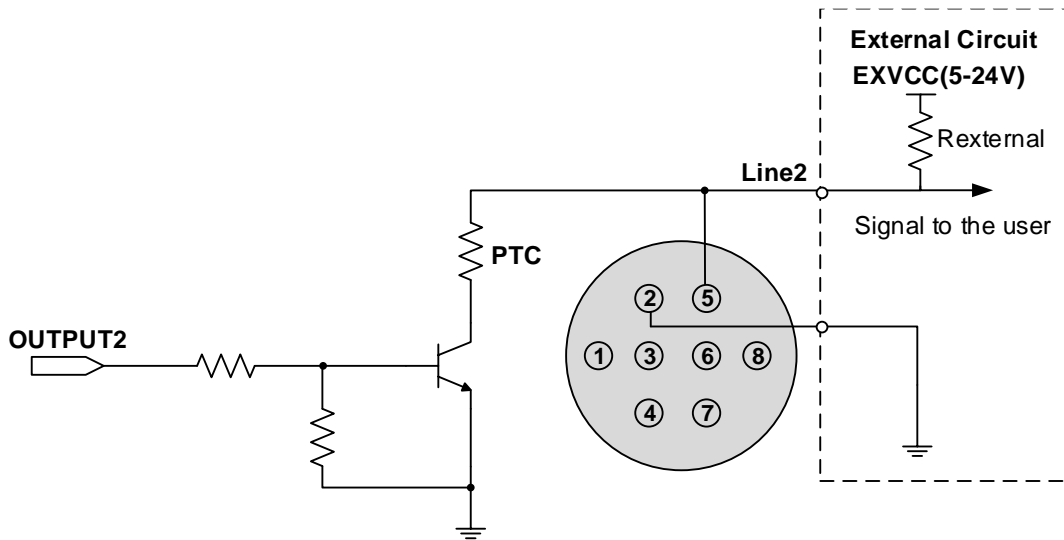 External Circuit
EXVCC(5-24V)
Rexternal
Line2
Signal to the user
PTC
2
5
OUTPUT2
1
3
6
8
4
7